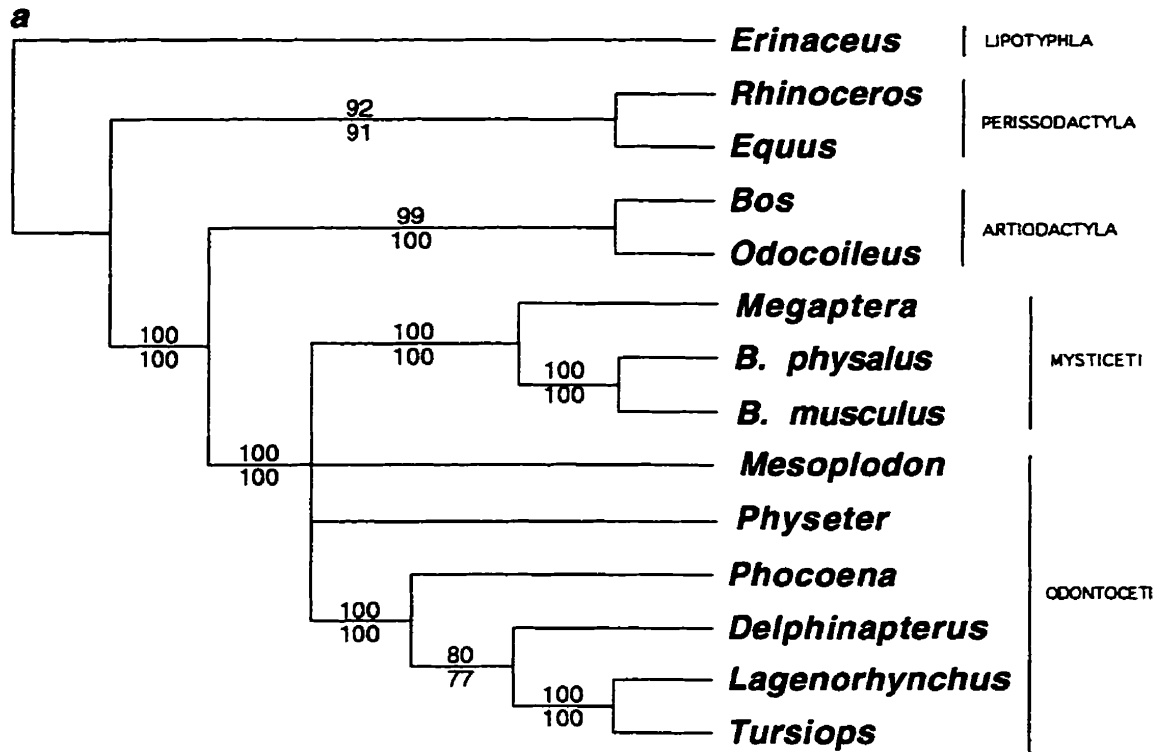 a
Erinaceus
LIPOTYPHLA
Rhinoceros
92
91
PERISSODACTYLA
Equus
Bos
99
100
ARTIODACTYLA
Odocoileus
Megaptera
100
100
100
100
B. physalus
MYSTICETI
100
100
B. musculus
100
100
Mesoplodon
Physeter
Phocoena
ODONTOCETI
100
100
Delphinapterus
80
77
Lagenorhynchus
100
100
Tursiops